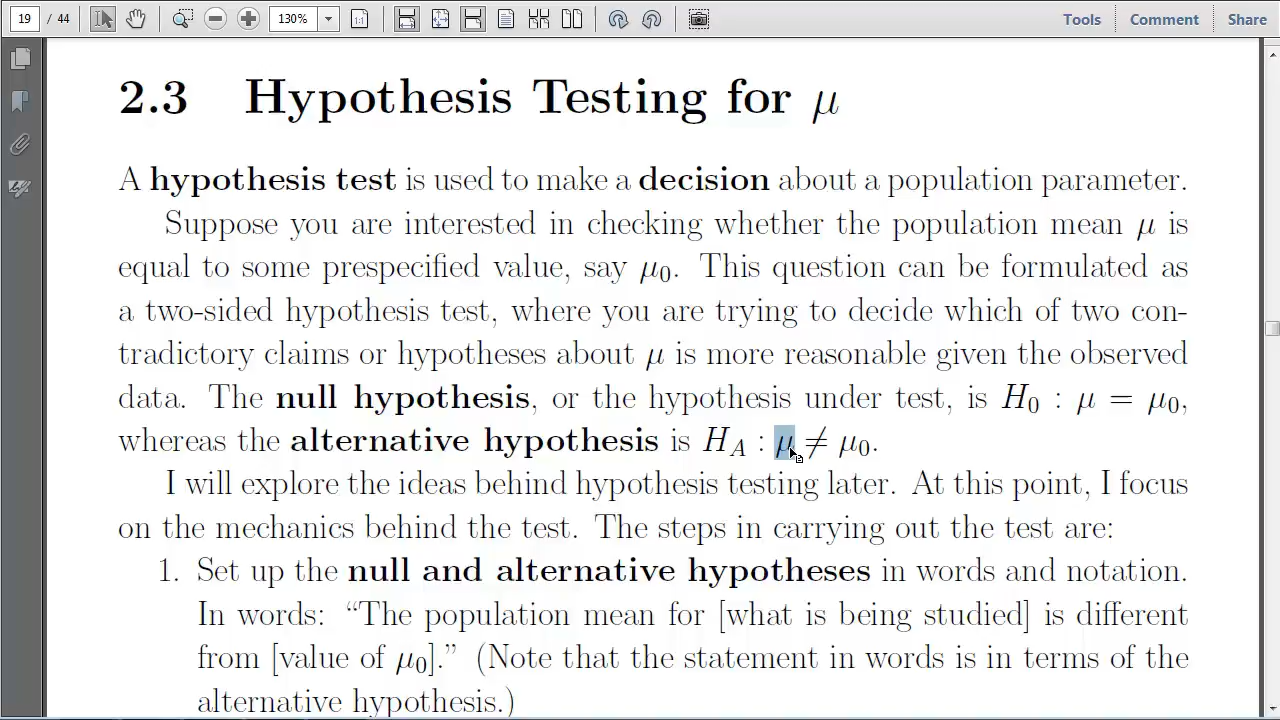 19 / 44 130% Tools Comment Share
2.3 Hypothesis Testing for μ
A hypothesis test is used to make a decision about a population parameter.
Suppose you are interested in checking whether the population mean μ is
equal to some prespecified value, say μ₀. This question can be formulated as
a two-sided hypothesis test, where you are trying to decide which of two con-
tradictory claims or hypotheses about μ is more reasonable given the observed
data. The null hypothesis, or the hypothesis under test, is H₀ : μ = μ₀,
whereas the alternative hypothesis is H_A : μ ≠ μ₀.
I will explore the ideas behind hypothesis testing later. At this point, I focus
on the mechanics behind the test. The steps in carrying out the test are:
1. Set up the null and alternative hypotheses in words and notation.
In words: “The population mean for [what is being studied] is different
from [value of μ₀].” (Note that the statement in words is in terms of the
alternative hypothesis.)